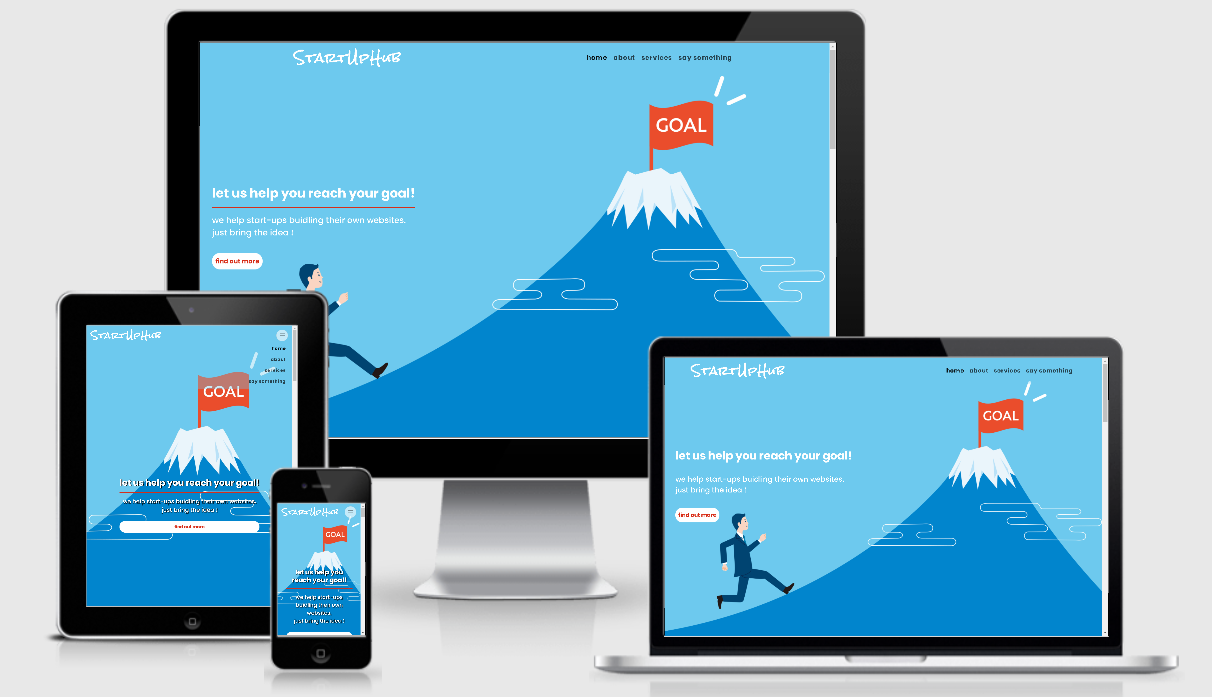 StartUpHub
home about services say something
GOAL
let us help you reach your goal!
we help start-ups buidling their own websites.
just bring the idea !
find out more
StartUpHub
home
about
services
say something
GOAL
let us help you reach your goal!
we help start-ups buidling their own websites.
just bring the idea !
find out more
StartUpHub
GOAL
let us help you
reach your goal!
we help start-ups
buidling their own
websites.
just bring the idea !
StartUpHub
home about services say something
GOAL
let us help you reach your goal!
we help start-ups buidling their own websites.
just bring the idea !
find out more